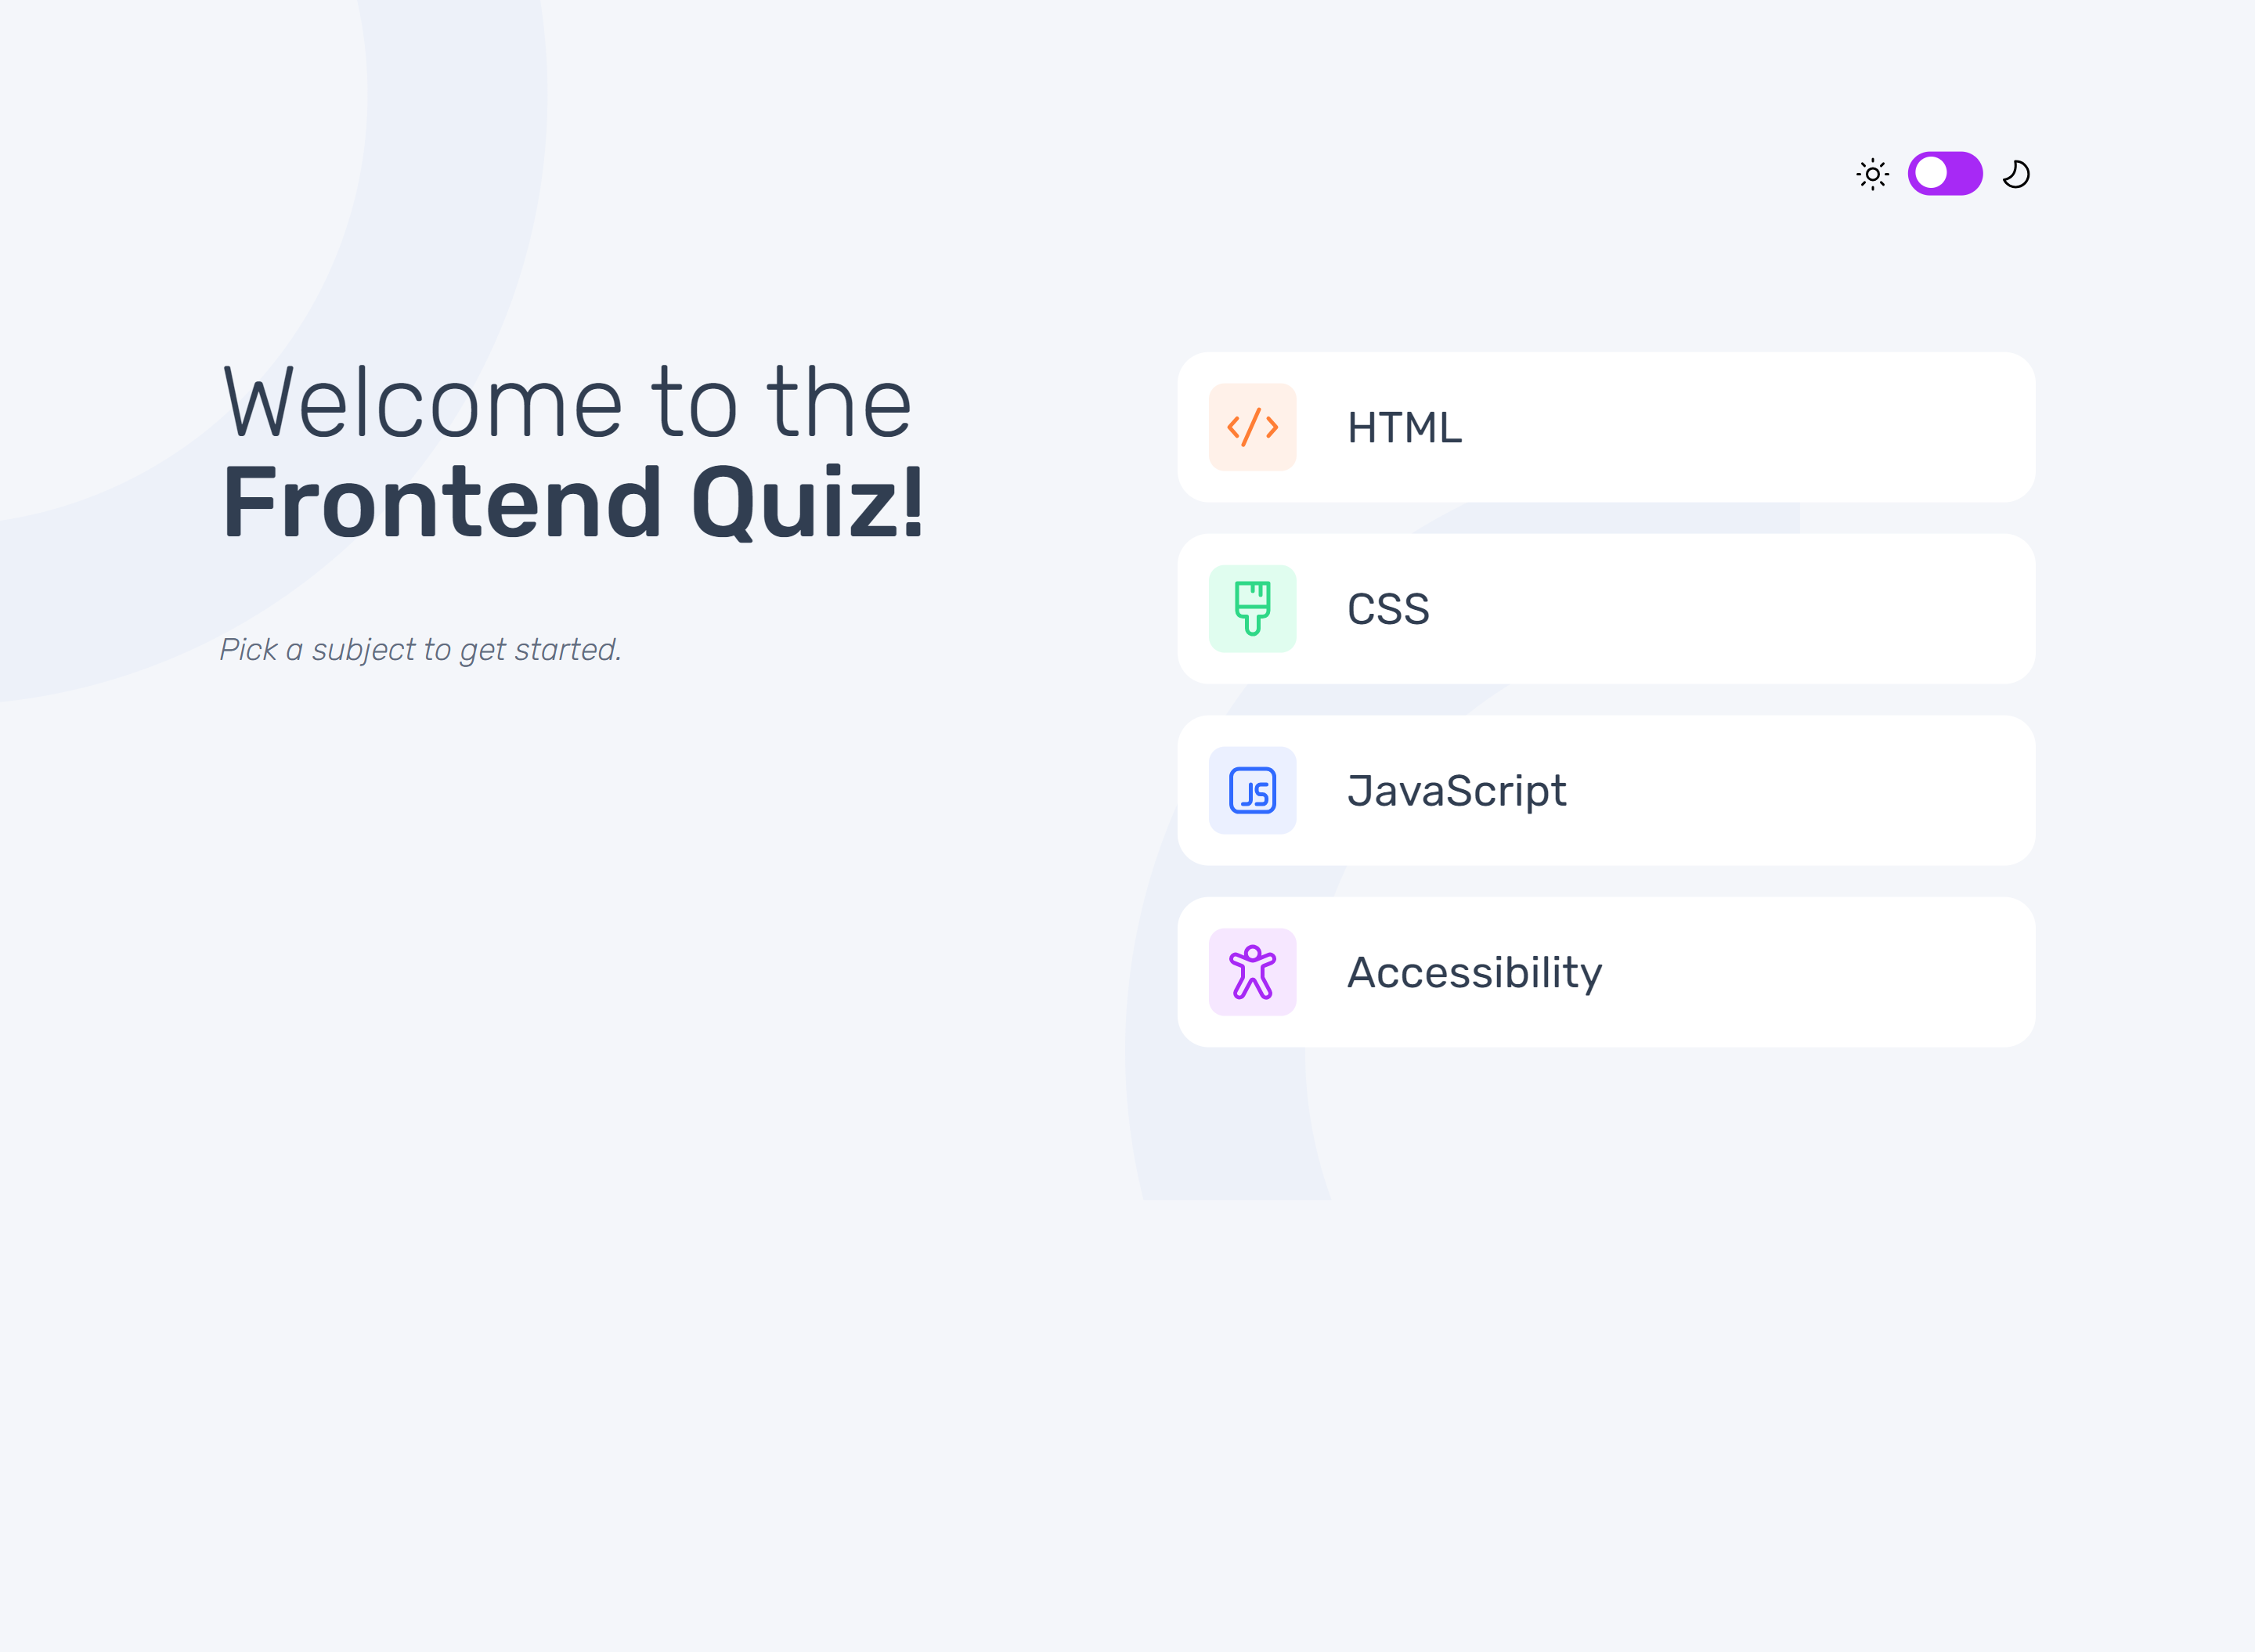 Welcome to the
Frontend Quiz!
Pick a subject to get started.
HTML
CSS
JS
JavaScript
Accessibility